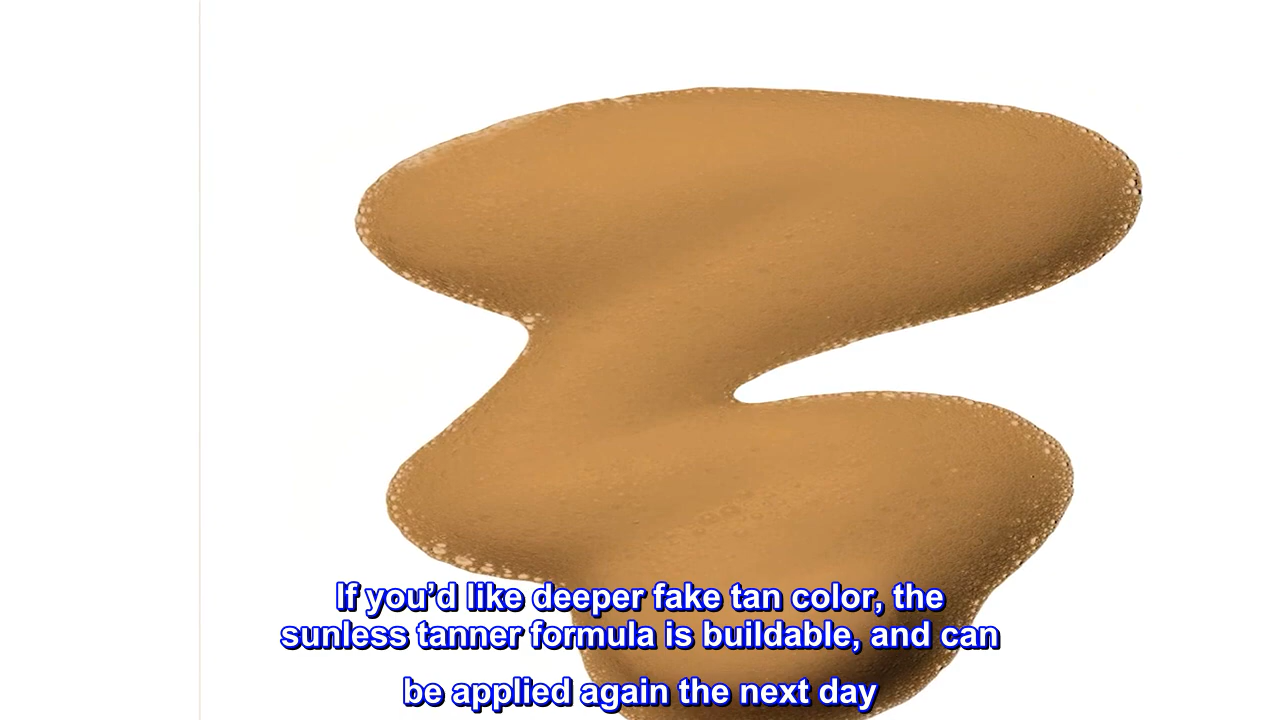 If you’d like deeper fake tan color, the
sunless tanner formula is buildable, and can
be applied again the next day